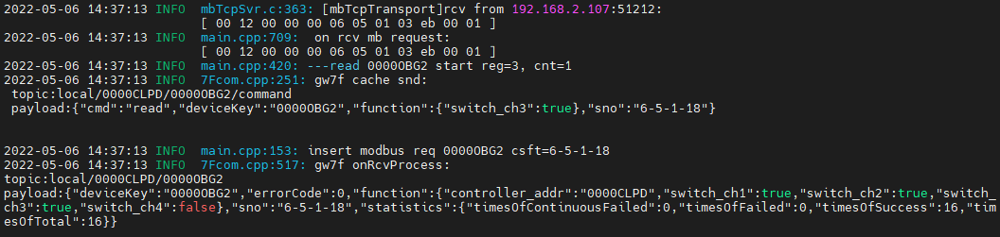 2022-05-06 14:37:13 INFO  mbTcpSvr.c:363: [mbTcpTransport]rcv from 192.168.2.107:51212:
[ 00 12 00 00 00 06 05 01 03 eb 00 01 ]
2022-05-06 14:37:13 INFO  main.cpp:709:  on rcv mb request:
[ 00 12 00 00 00 06 05 01 03 eb 00 01 ]
2022-05-06 14:37:13 INFO  main.cpp:420: ---read 00000BG2 start reg=3, cnt=1
2022-05-06 14:37:13 INFO  7Fcom.cpp:251: gw7f cache snd:
topic:local/0000CLPD/00000BG2/command
payload:{"cmd":"read","deviceKey":"00000BG2","function":{"switch_ch3":true},"sno":"6-5-1-18"}
2022-05-06 14:37:13 INFO  main.cpp:153: insert modbus req 00000BG2 csft=6-5-1-18
2022-05-06 14:37:13 INFO  7Fcom.cpp:517: gw7f onRcvProcess:
topic:local/0000CLPD/00000BG2
payload:{"deviceKey":"00000BG2","errorCode":0,"function":{"controller_addr":"0000CLPD","switch_ch1":true,"switch_ch2":true,"switch_
ch3":true,"switch_ch4":false},"sno":"6-5-1-18","statistics":{"timesOfContinuousFailed":0,"timesOfFailed":0,"timesOfSuccess":16,"tim
esOfTotal":16}}